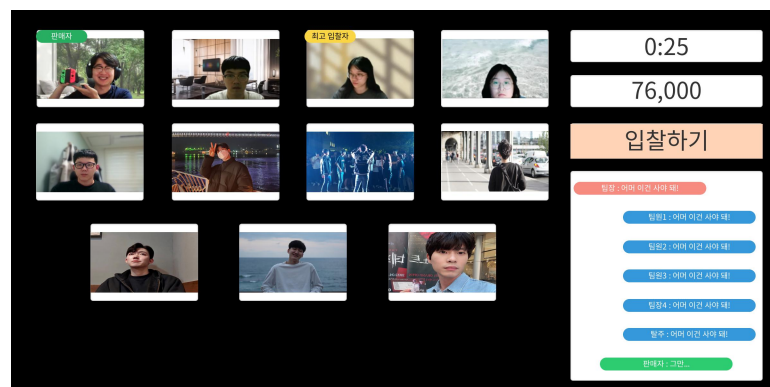 판매자
최고 입찰자
0:25
76,000
입찰하기
팀장 : 어머 이건 사야 돼!
팀원1 : 어머 이건 사야 돼!
팀원2 : 어머 이건 사야 돼!
팀원3 : 어머 이건 사야 돼!
팀장4 : 어머 이건 사야 돼!
탈주 : 어머 이건 사야 돼!
판매자 : 그만...